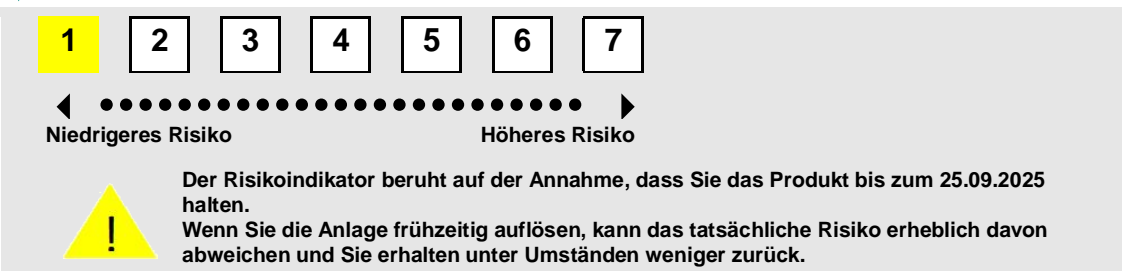 1 2 3 4 5 6 7
Niedrigeres Risiko Höheres Risiko
Der Risikoindikator beruht auf der Annahme, dass Sie das Produkt bis zum 25.09.2025
halten.
! Wenn Sie die Anlage frühzeitig auflösen, kann das tatsächliche Risiko erheblich davon
abweichen und Sie erhalten unter Umständen weniger zurück.